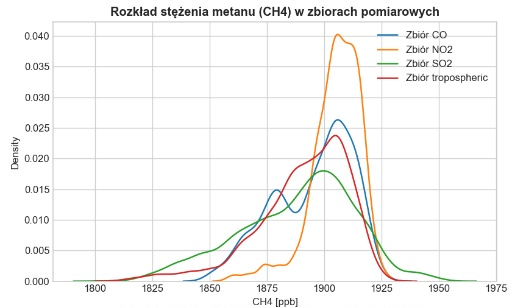 Rozkład stężenia metanu (CH4) w zbiorach pomiarowych
Zbiór CO
Zbiór NO2
Zbiór SO2
Zbiór tropospheric
Density
0.040
0.035
0.030
0.025
0.020
0.015
0.010
0.005
0.000
1800 1825 1850 1875 1900 1925 1950 1975
CH4 [ppb]